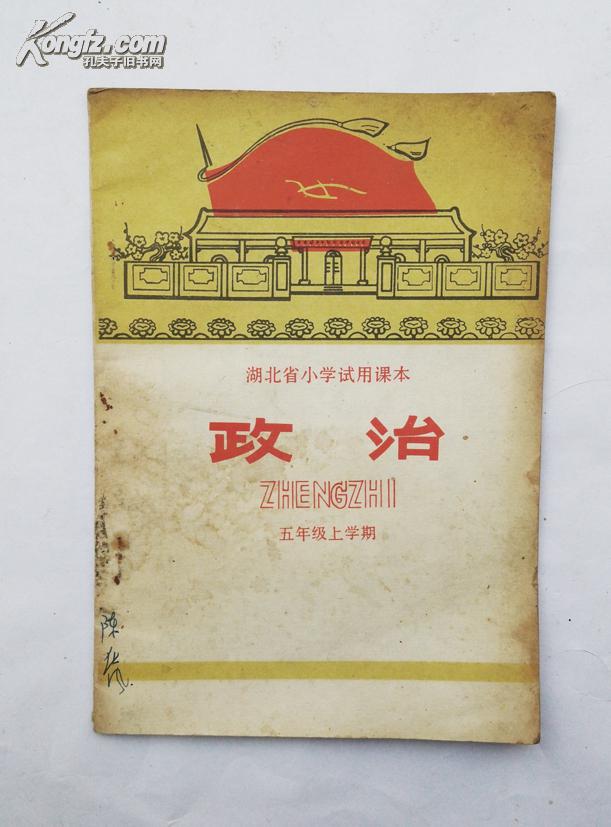 Kongfz.com
孔夫子旧书网
湖北省小学试用课本
政治
ZHENGZHI
五年级上学期
陈